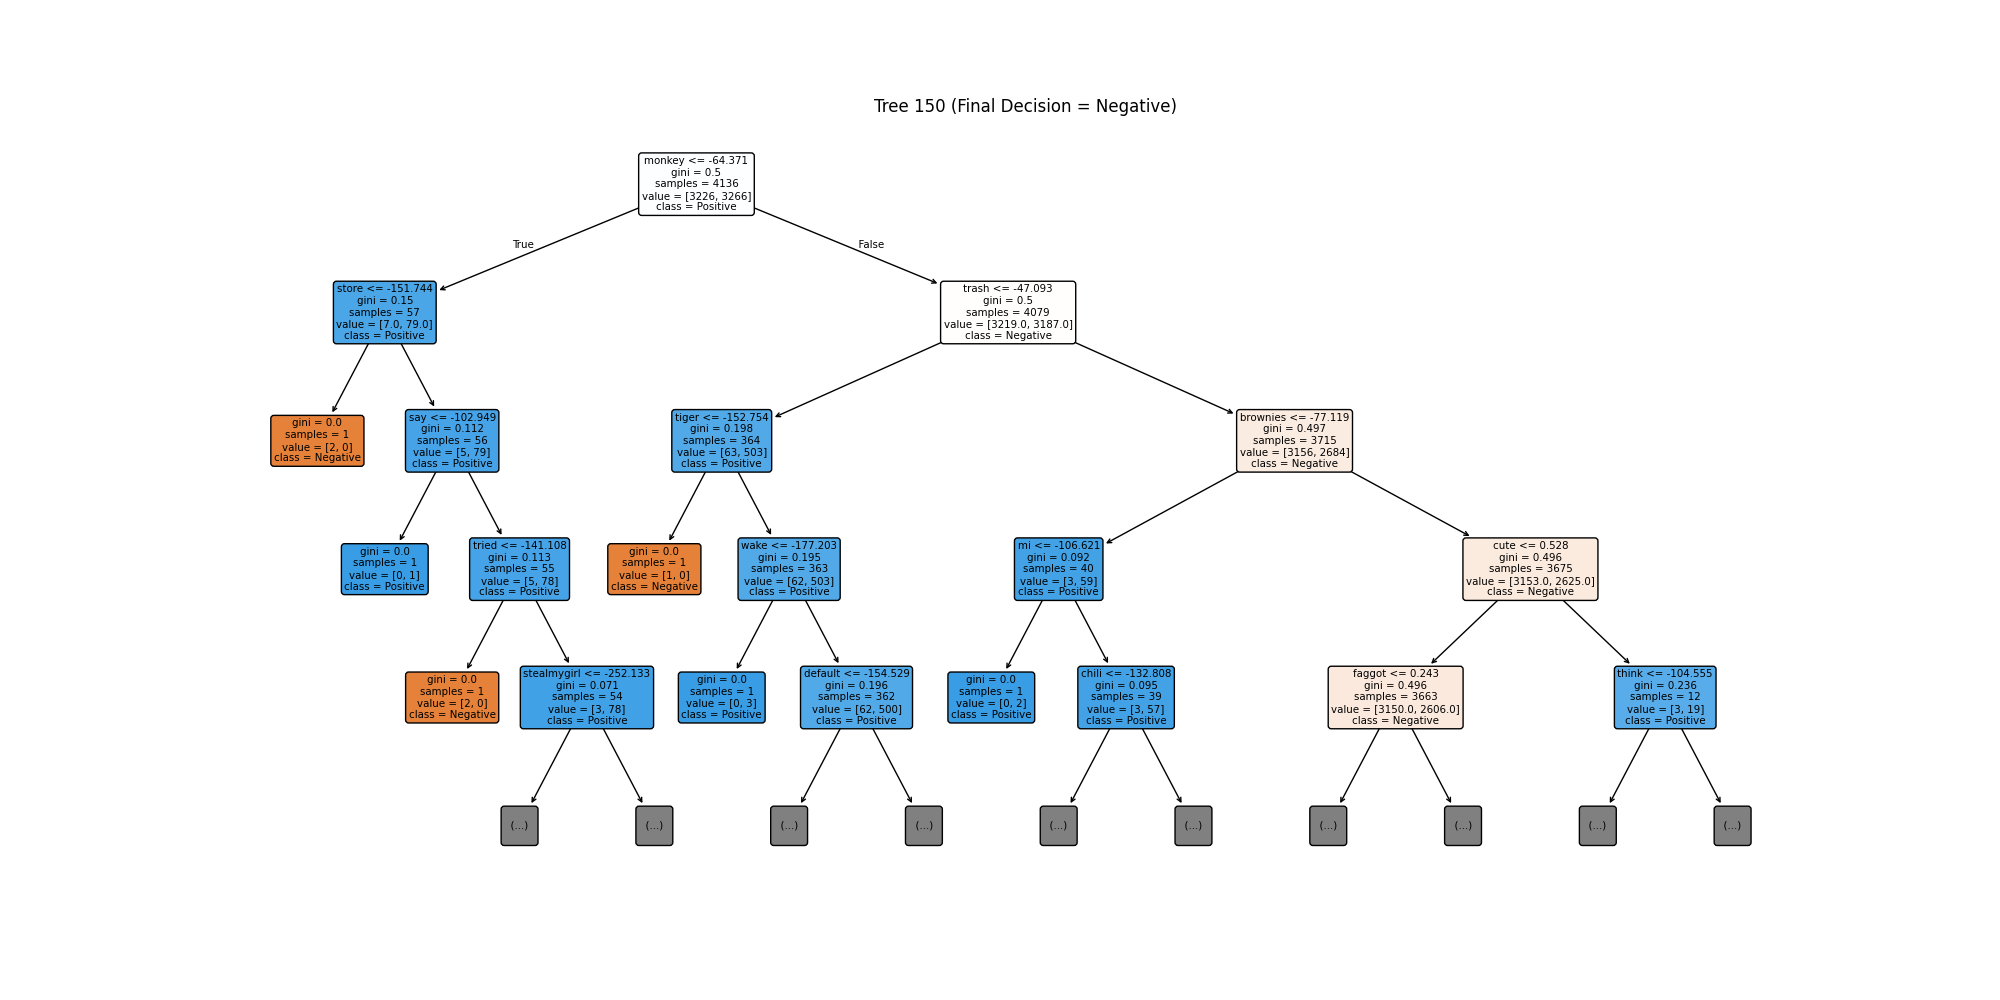 Tree 150 (Final Decision = Negative)
monkey <= -64.371
gini = 0.5
samples = 4136
value = [3226, 3266]
class = Positive
True
False
store <= -151.744
gini = 0.15
samples = 57
value = [7.0, 79.0]
class = Positive
trash <= -47.093
gini = 0.5
samples = 4079
value = [3219.0, 3187.0]
class = Negative
gini = 0.0
samples = 1
value = [2, 0]
class = Negative
say <= -102.949
gini = 0.112
samples = 56
value = [5, 79]
class = Positive
tiger <= -152.754
gini = 0.198
samples = 364
value = [63, 503]
class = Positive
brownies <= -77.119
gini = 0.497
samples = 3715
value = [3156, 2684]
class = Negative
gini = 0.0
samples = 1
value = [0, 1]
class = Positive
tried <= -141.108
gini = 0.113
samples = 55
value = [5, 78]
class = Positive
gini = 0.0
samples = 1
value = [1, 0]
class = Negative
wake <= -177.203
gini = 0.195
samples = 363
value = [62, 503]
class = Positive
mi <= -106.621
gini = 0.092
samples = 40
value = [3, 59]
class = Positive
cute <= 0.528
gini = 0.496
samples = 3675
value = [3153.0, 2625.0]
class = Negative
gini = 0.0
samples = 1
value = [2, 0]
class = Negative
stealmygirl <= -252.133
gini = 0.071
samples = 54
value = [3, 78]
class = Positive
gini = 0.0
samples = 1
value = [0, 3]
class = Positive
default <= -154.529
gini = 0.196
samples = 362
value = [62, 500]
class = Positive
gini = 0.0
samples = 1
value = [0, 2]
class = Positive
chili <= -132.808
gini = 0.095
samples = 39
value = [3, 57]
class = Positive
faggot <= 0.243
gini = 0.496
samples = 3663
value = [3150.0, 2606.0]
class = Negative
think <= -104.555
gini = 0.236
samples = 12
value = [3, 19]
class = Positive
(...)
(...)
(...)
(...)
(...)
(...)
(...)
(...)
(...)
(...)